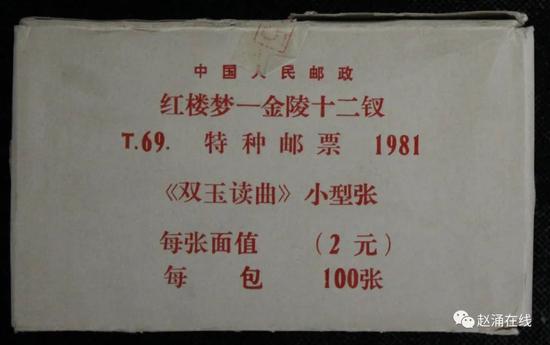 中国人民邮政
红楼梦—金陵十二钗
T.69. 特种邮票 1981
《双玉读曲》小型张
每张面值 (2元)
每 包 100张
赵涌在线